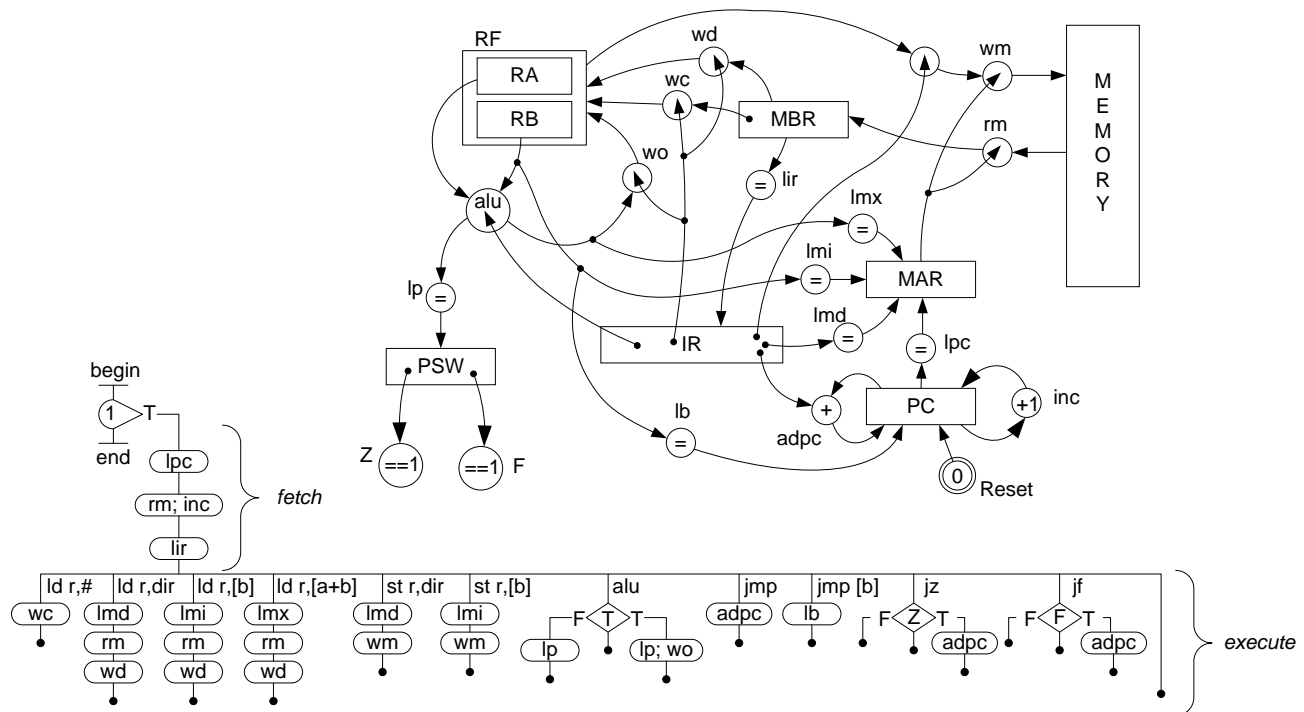 RF
wd
wm
RA
wc
MEMORY
RB
MBR
rm
wo
= lir
alu
lmx
=
lmi
=
MAR
lp
=
lmd
=
IR
= lpc
begin
PSW
PC
+1 inc
1 T
lb
+
adpc
end
=
Z ==1
==1 F
lpc
0 Reset
rm; inc
fetch
lir
ld r,# ld r,dir ld r,[b] ld r,[a+b] st r,dir st r,[b] alu jmp jmp [b] jz jf
wc lmd lmi lmx lmd lmi F T T adpc lb F Z T F F T
rm rm rm wm wm lp lp; wo adpc adpc execute
wd wd wd